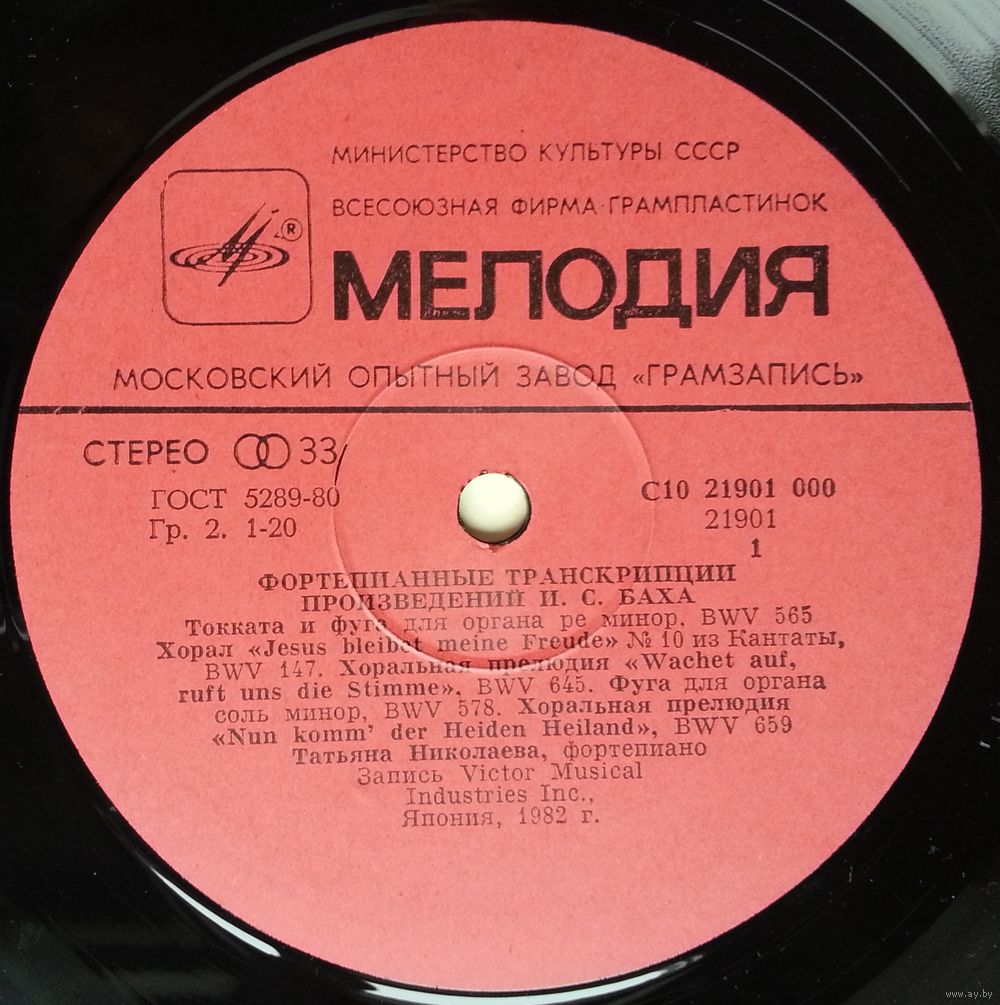 МИНИСТЕРСТВО КУЛЬТУРЫ СССР
ВСЕСОЮЗНАЯ ФИРМА ГРАМПЛАСТИНОК
®
МЕЛОДИЯ
МОСКОВСКИЙ ОПЫТНЫЙ ЗАВОД «ГРАМЗАПИСЬ»
СТЕРЕО 33
ГОСТ 5289-80
Гр. 2. 1-20
С10 21901 000
21901
1
ФОРТЕПИАННЫЕ ТРАНСКРИПЦИИ
ПРОИЗВЕДЕНИЙ И. С. БАХА
Токката и фуга для органа ре минор, BWV 565
Хорал «Jesus bleibet meine Freude» № 10 из Кантаты,
BWV 147. Хоральная прелюдия «Wachet auf,
ruft uns die Stimme», BWV 645. Фуга для органа
соль минор, BWV 578. Хоральная прелюдия
«Nun komm’ der Heiden Heiland», BWV 659
Татьяна Николаева, фортепиано
Запись Victor Musical
Industries Inc.,
Япония, 1982 г.
www.ay.by